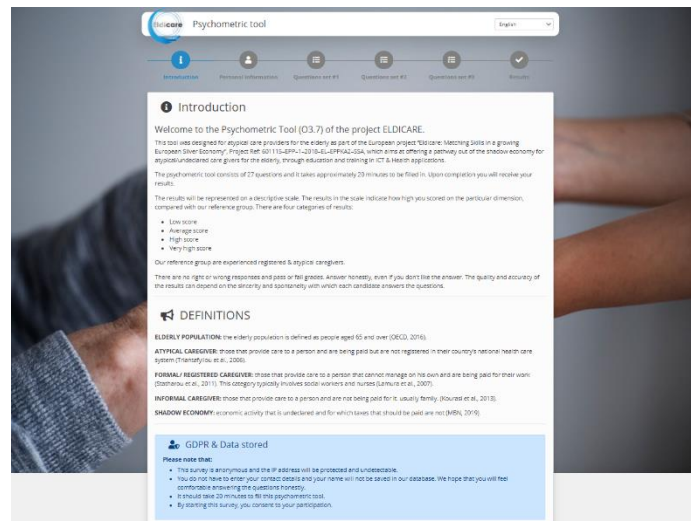 Eldicare Psychometric tool
English
Introduction
Personal Information
Questions set #1
Questions set #2
Questions set #3
Results
Introduction
Welcome to the Psychometric Tool (O3.7) of the project ELDICARE.
This tool was designed for atypical care providers for the elderly as part of the European project "Eldicare: Matching Skills in a growing
European Silver Economy", Project Ref: 601115-EPP-1-2018-EL-EPPKA2-SSA, which aims at offering a pathway out of the shadow economy for
atypical/undeclared care givers for the elderly, through education and training in ICT & Health applications.
The psychometric tool consists of 27 questions and it takes approximately 20 minutes to be filled in. Upon completion you will receive your
results.
The results will be represented on a descriptive scale. The results in the scale indicate how high you scored on the particular dimension,
compared with our reference group. There are four categories of results:
Low score
Average score
High score
Very high score
Our reference group are experienced registered & atypical caregivers.
There are no right or wrong responses and pass or fail grades. Answer honestly, even if you don't like the answer. The quality and accuracy of
the results can depend on the sincerity and spontaneity with which each candidate answers the questions.
DEFINITIONS
ELDERLY POPULATION: the elderly population is defined as people aged 65 and over (OECD, 2016).
ATYPICAL CAREGIVER: those that provide care to a person and are being paid but are not registered in their country's national health care
system (Triantafyllou et al., 2006).
FORMAL/ REGISTERED CAREGIVER: those that provide care to a person that cannot manage on his own and are being paid for their work
(Stathatou et al., 2011). This category typically involves social workers and nurses (Lamura et al., 2007).
INFORMAL CAREGIVER: those that provide care to a person and are not being paid for it, usually family. (Kourasi et al., 2013).
SHADOW ECONOMY: economic activity that is undeclared and for which taxes that should be paid are not (MBN, 2019)
GDPR & Data stored
Please note that:
This survey is anonymous and the IP address will be protected and undetectable.
You do not have to enter your contact details and your name will not be saved in our database. We hope that you will feel
comfortable answering the questions honestly.
It should take 20 minutes to fill this psychometric tool.
By starting this survey, you consent to your participation.